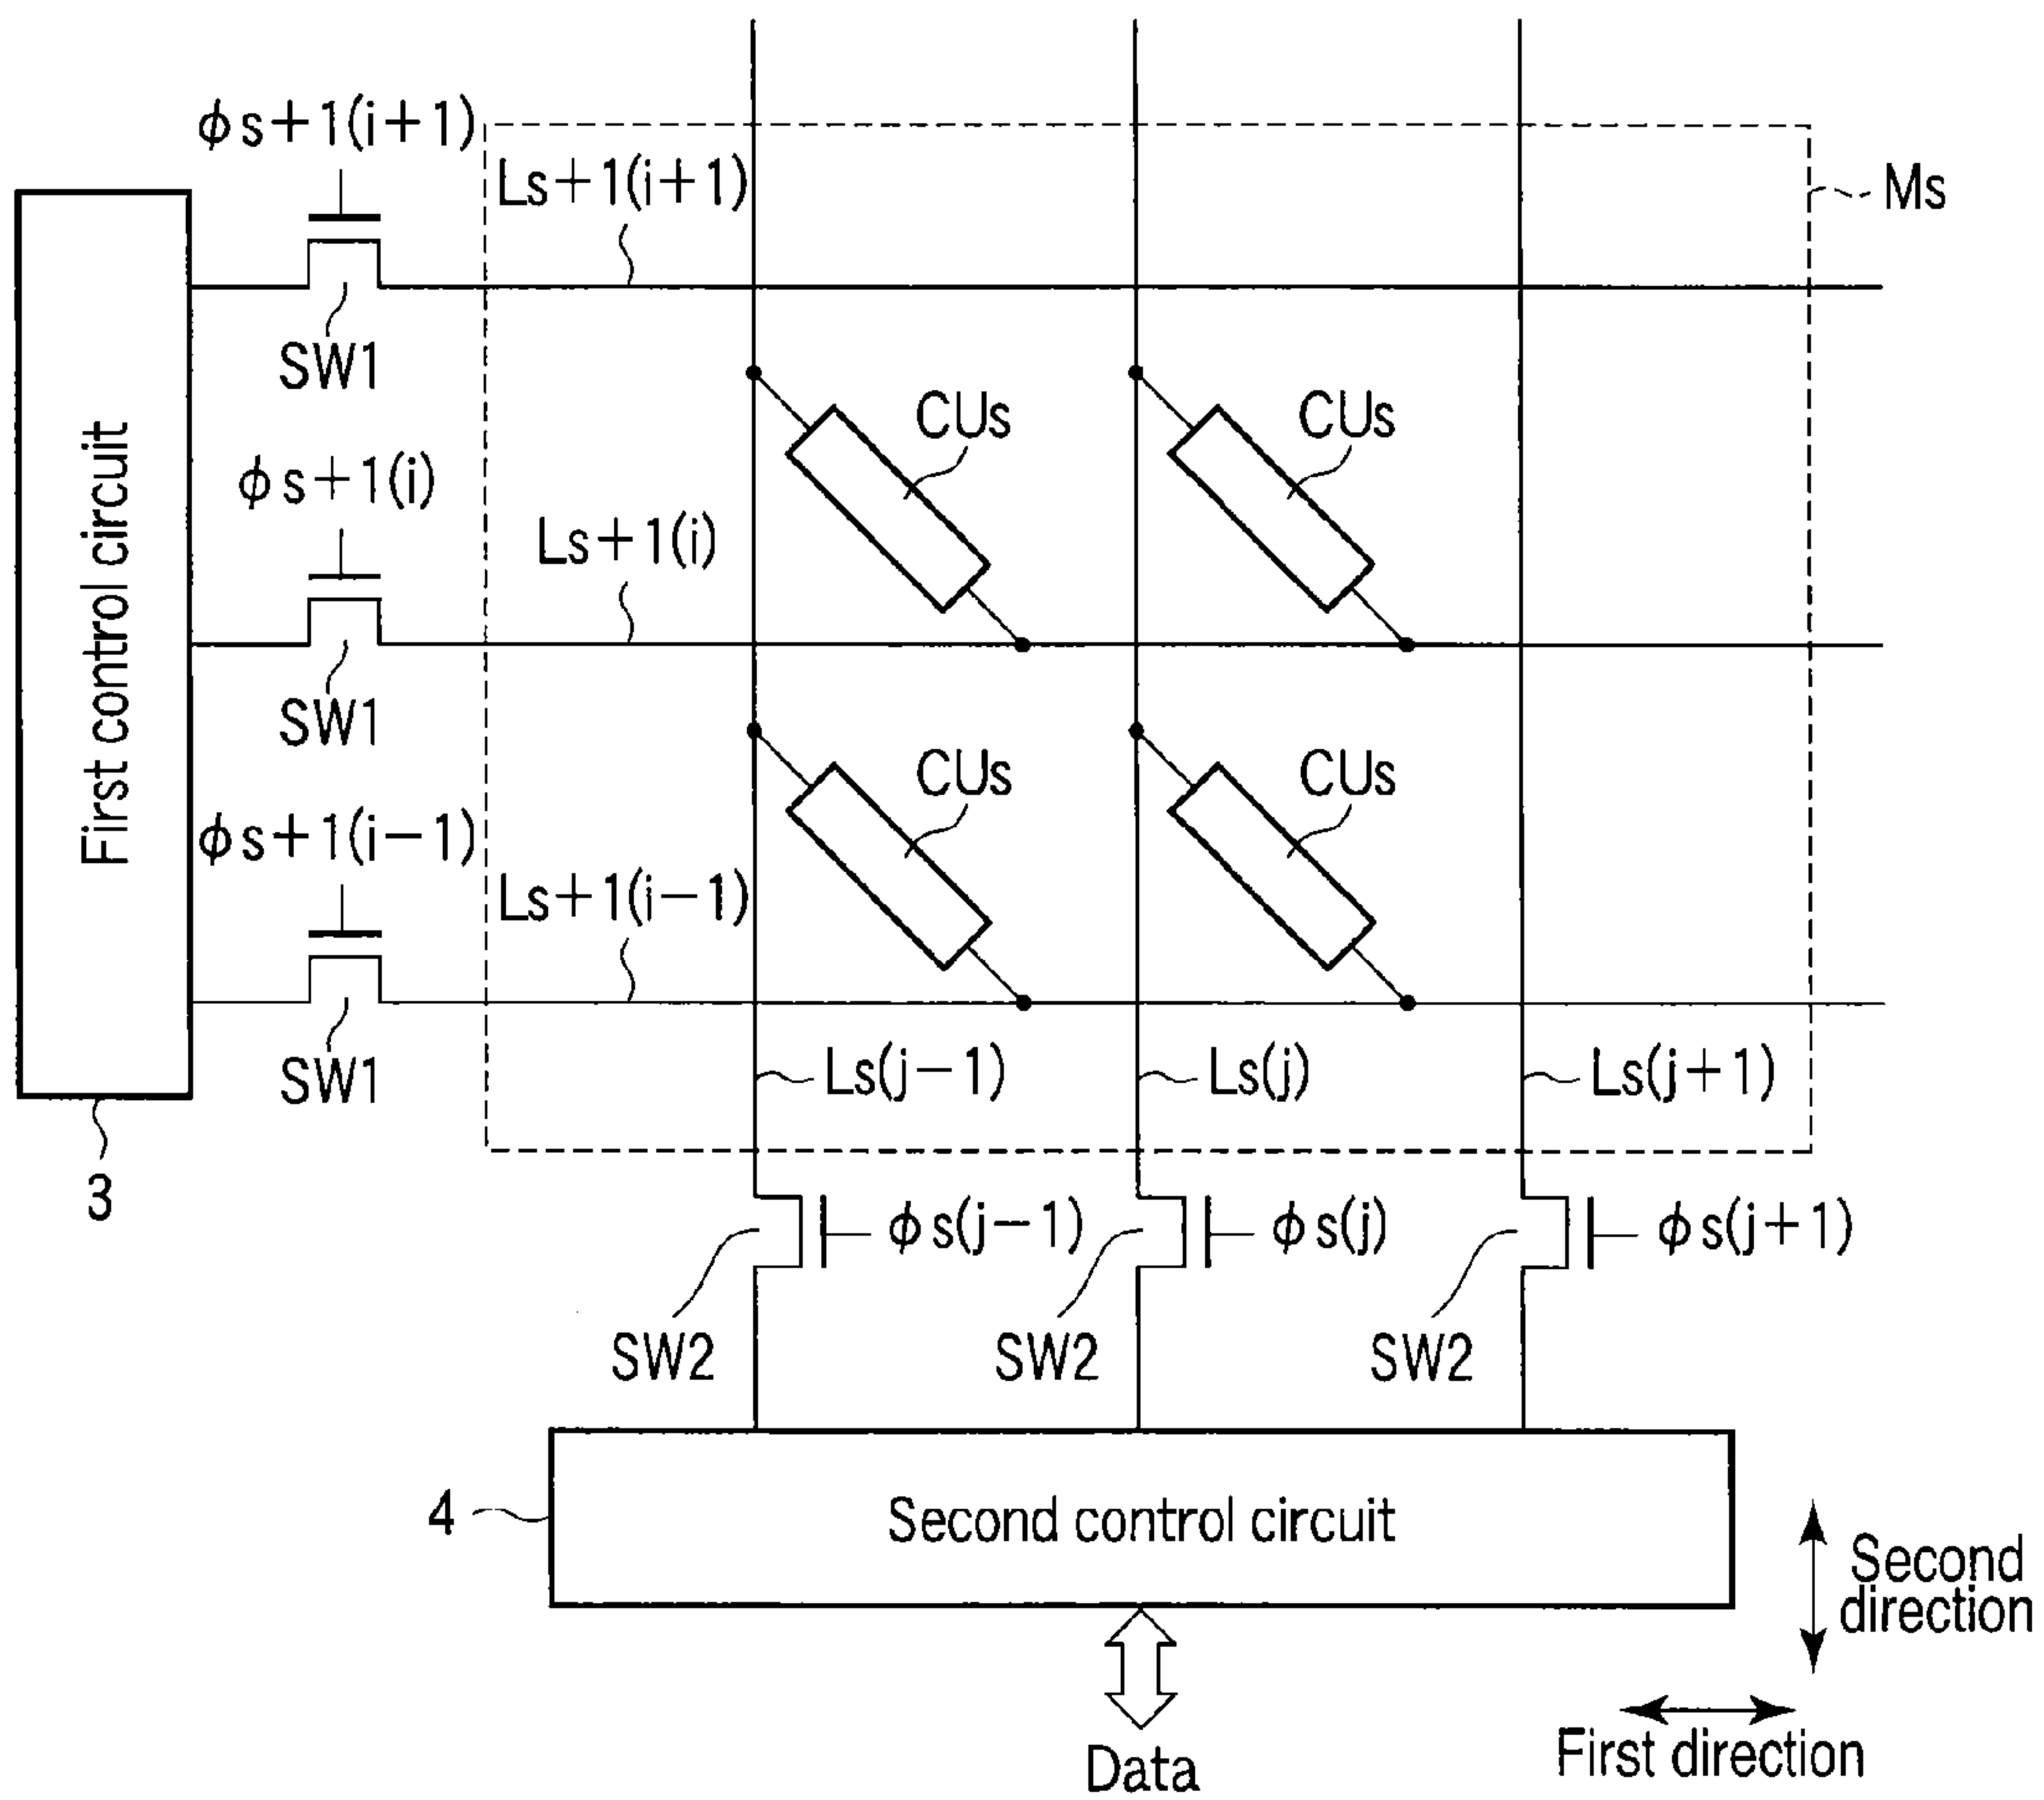 ϕs+1(i+1)
Ls+1(i+1)
Ms
SW1
First control circuit
CUs
CUs
ϕs+1(i)
Ls+1(i)
SW1
CUs
CUs
ϕs+1(i−1)
Ls+1(i−1)
SW1
Ls(j−1)
Ls(j)
Ls(j+1)
3
ϕs(j−1)
ϕs(j)
ϕs(j+1)
SW2
SW2
SW2
4
Second control circuit
Second
direction
First direction
Data